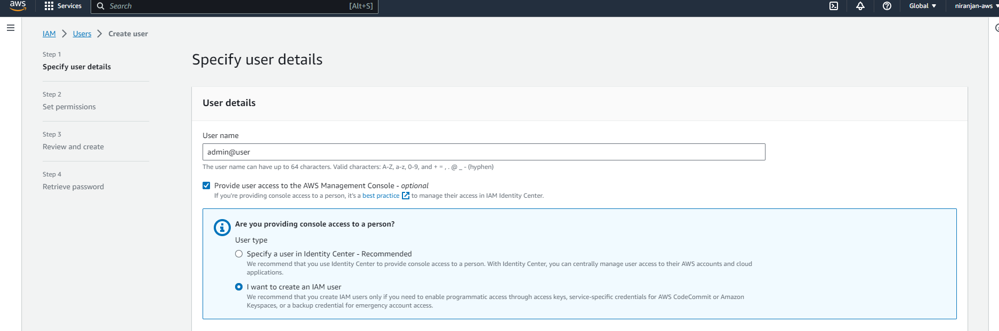 aws
Services
Search
[Alt+S]
Global
niranjan-aws
IAM > Users > Create user
Step 1
Specify user details
Step 2
Set permissions
Step 3
Review and create
Step 4
Retrieve password
Specify user details
User details
User name
admin@user
The user name can have up to 64 characters. Valid characters: A-Z, a-z, 0-9, and + = , . @ _ - (hyphen)
Provide user access to the AWS Management Console - optional
If you're providing console access to a person, it's a best practice to manage their access in IAM Identity Center.
Are you providing console access to a person?
User type
Specify a user in Identity Center - Recommended
We recommend that you use Identity Center to provide console access to a person. With Identity Center, you can centrally manage user access to their AWS accounts and cloud
applications.
I want to create an IAM user
We recommend that you create IAM users only if you need to enable programmatic access through access keys, service-specific credentials for AWS CodeCommit or Amazon
Keyspaces, or a backup credential for emergency account access.